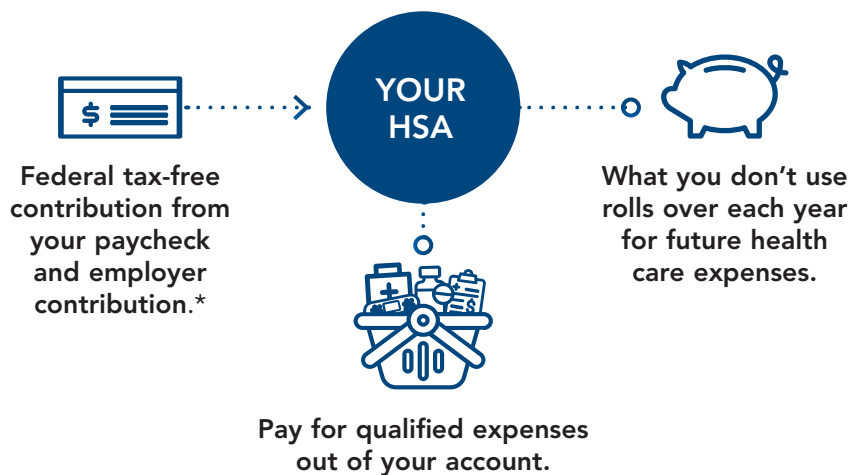 YOUR
HSA
$
Federal tax-free
contribution from
your paycheck
and employer
contribution.*
What you don’t use
rolls over each year
for future health
care expenses.
$
Pay for qualified expenses
out of your account.